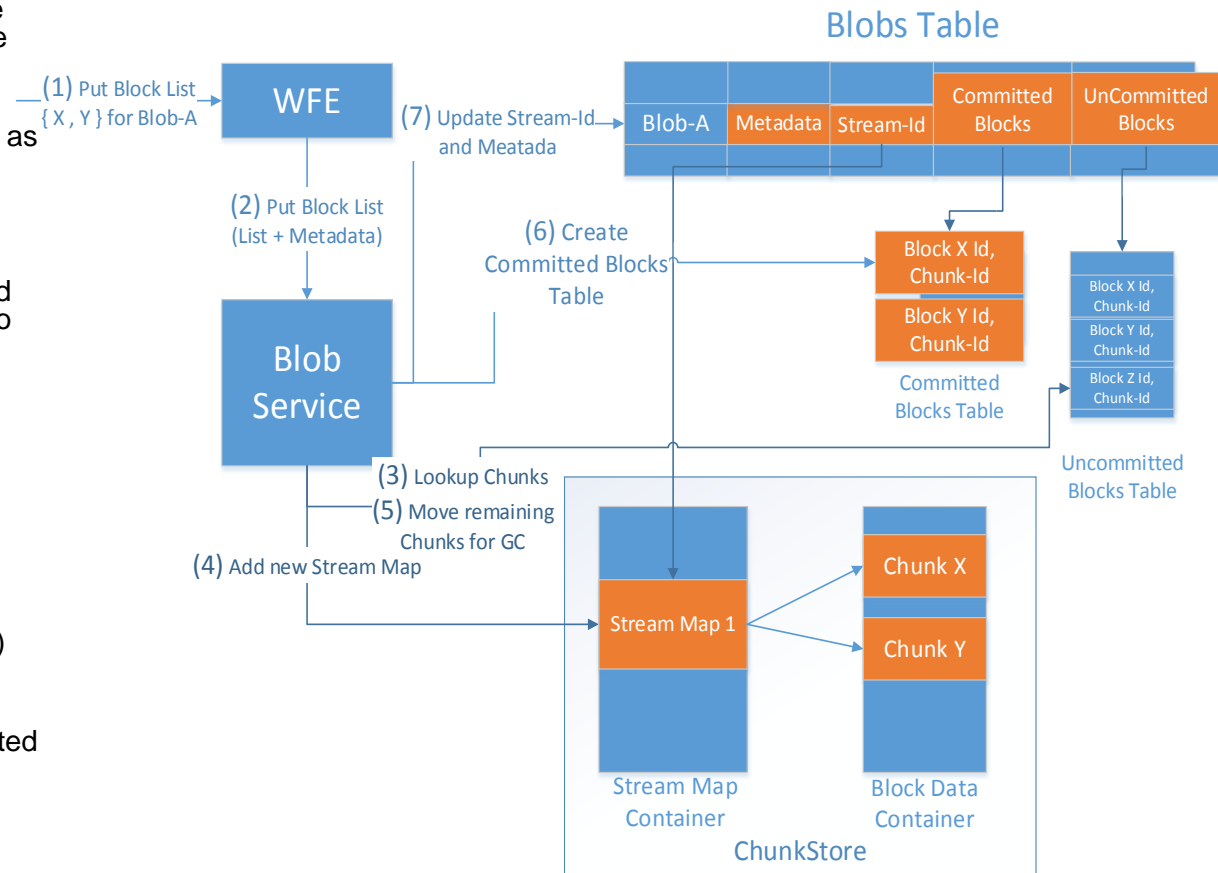 e
e
as
d
o
)
ted
Blobs Table
(1) Put Block List
{ X , Y } for Blob-A
WFE
(7) Update Stream-Id
and Meatada
Blob-A
Metadata
Stream-Id
Committed
Blocks
UnCommitted
Blocks
(2) Put Block List
(List + Metadata)
(6) Create
Committed Blocks
Table
Block X Id,
Chunk-Id
Block Y Id,
Chunk-Id
Committed
Blocks Table
Block X Id,
Chunk-Id
Block Y Id,
Chunk-Id
Block Z Id,
Chunk-Id
Uncommitted
Blocks Table
Blob
Service
(3) Lookup Chunks
(5) Move remaining
Chunks for GC
(4) Add new Stream Map
Stream Map 1
Chunk X
Chunk Y
Stream Map
Container
Block Data
Container
ChunkStore